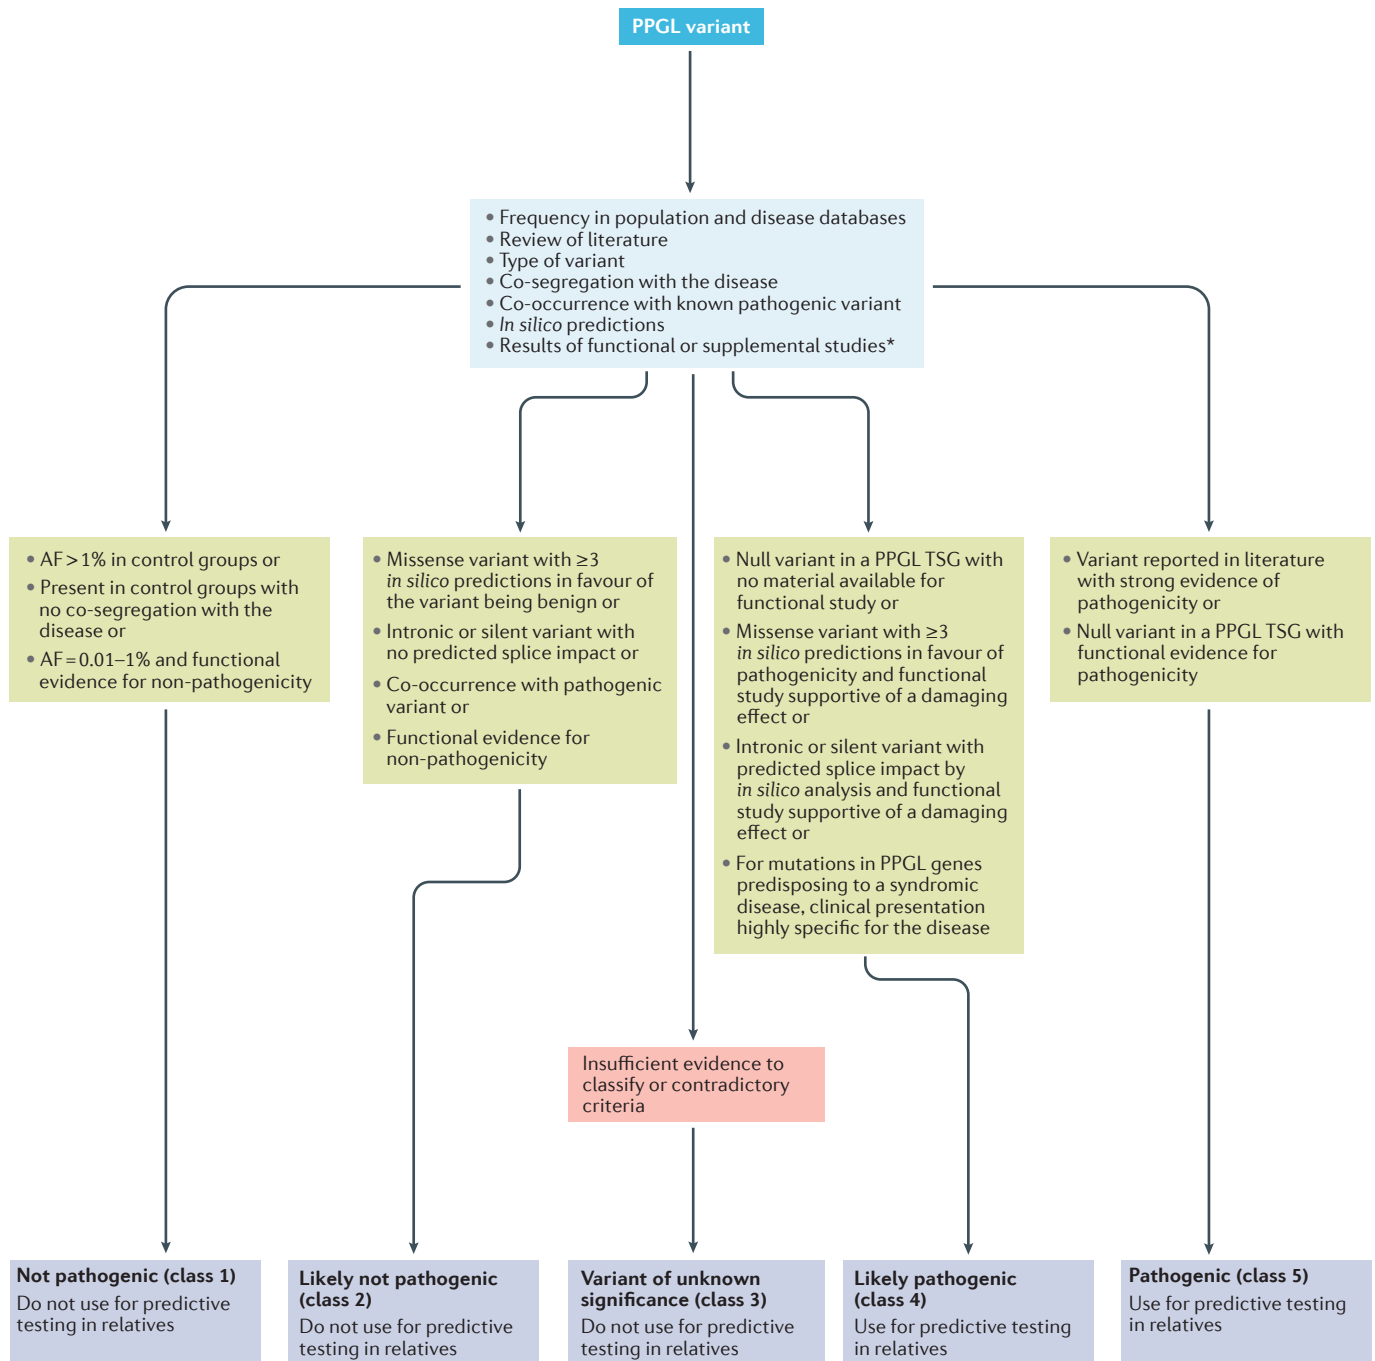 PPGL variant
• Frequency in population and disease databases
• Review of literature
• Type of variant
• Co-segregation with the disease
• Co-occurrence with known pathogenic variant
• In silico predictions
• Results of functional or supplemental studies*
• AF > 1% in control groups or
• Present in control groups with
no co-segregation with the
disease or
• AF = 0.01–1% and functional
evidence for non-pathogenicity
• Missense variant with ≥3
in silico predictions in favour of
the variant being benign or
• Intronic or silent variant with
no predicted splice impact or
• Co-occurrence with pathogenic
variant or
• Functional evidence for
non-pathogenicity
• Null variant in a PPGL TSG with
no material available for
functional study or
• Missense variant with ≥3
in silico predictions in favour of
pathogenicity and functional
study supportive of a damaging
effect or
• Intronic or silent variant with
predicted splice impact by
in silico analysis and functional
study supportive of a damaging
effect or
• For mutations in PPGL genes
predisposing to a syndromic
disease, clinical presentation
highly specific for the disease
• Variant reported in literature
with strong evidence of
pathogenicity or
• Null variant in a PPGL TSG with
functional evidence for
pathogenicity
Insufficient evidence to
classify or contradictory
criteria
Not pathogenic (class 1)
Do not use for predictive
testing in relatives
Likely not pathogenic
(class 2)
Do not use for predictive
testing in relatives
Variant of unknown
significance (class 3)
Do not use for predictive
testing in relatives
Likely pathogenic
(class 4)
Use for predictive testing
in relatives
Pathogenic (class 5)
Use for predictive testing
in relatives